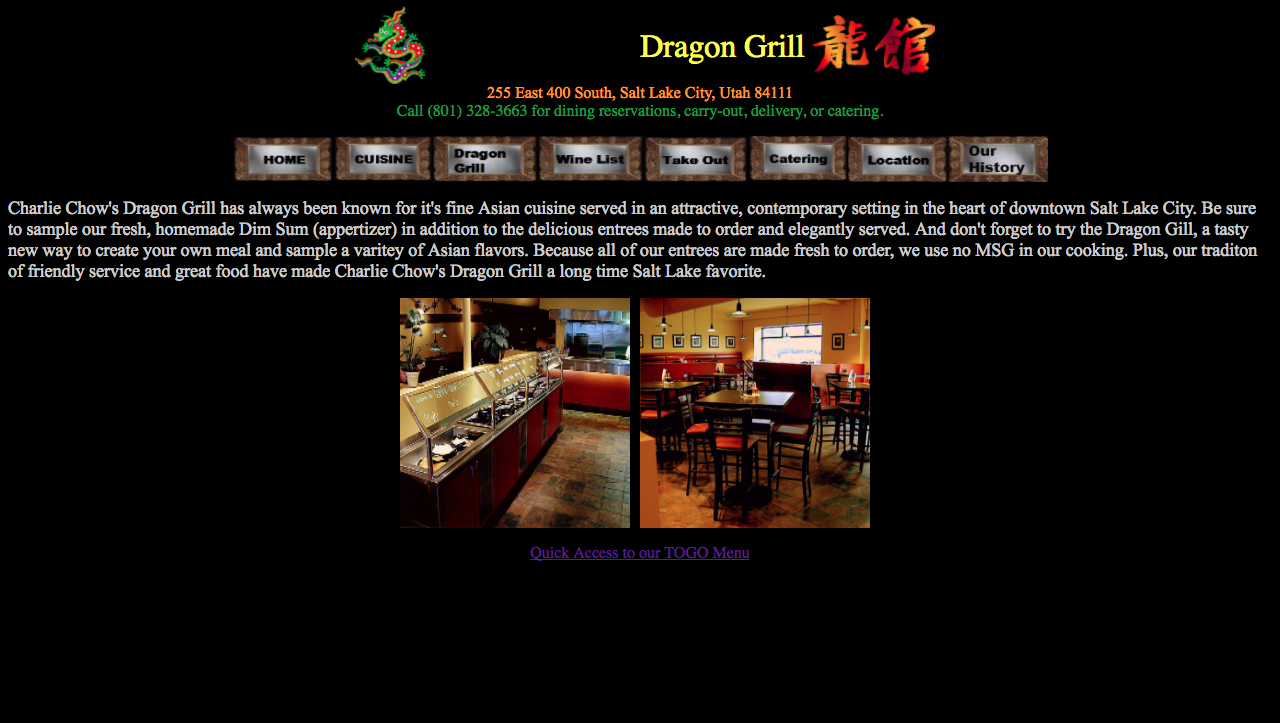 Dragon Grill 龍館
255 East 400 South, Salt Lake City, Utah 84111
Call (801) 328-3663 for dining reservations, carry-out, delivery, or catering.
HOME CUISINE Dragon Grill Wine List Take Out Catering Location Our History
Charlie Chow's Dragon Grill has always been known for it's fine Asian cuisine served in an attractive, contemporary setting in the heart of downtown Salt Lake City. Be sure
to sample our fresh, homemade Dim Sum (appertizer) in addition to the delicious entrees made to order and elegantly served. And don't forget to try the Dragon Gill, a tasty
new way to create your own meal and sample a varitey of Asian flavors. Because all of our entrees are made fresh to order, we use no MSG in our cooking. Plus, our traditon
of friendly service and great food have made Charlie Chow's Dragon Grill a long time Salt Lake favorite.
Quick Access to our TOGO Menu